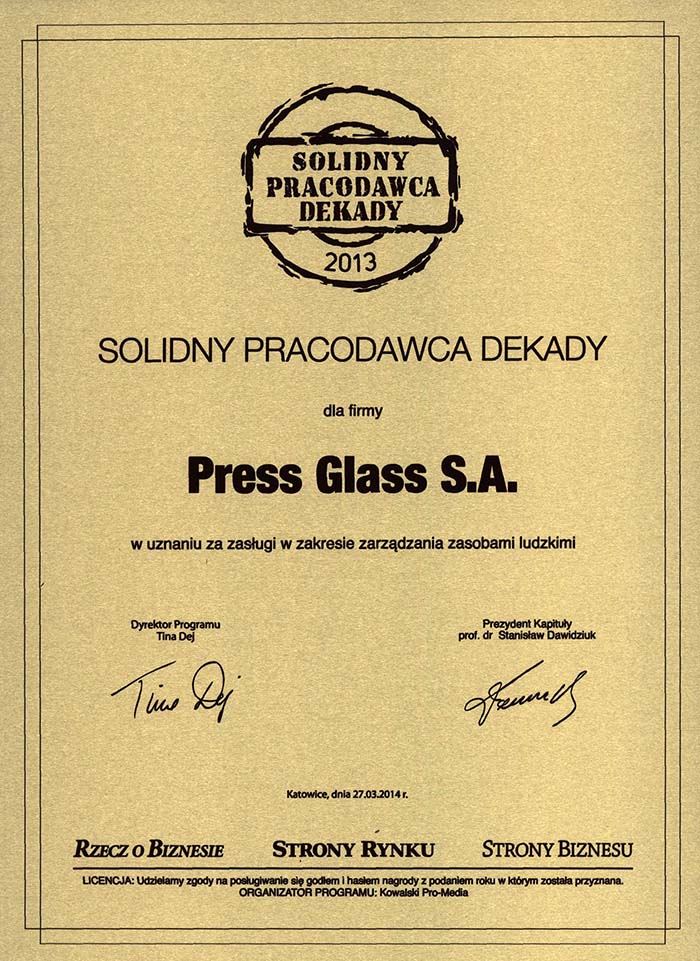 SOLIDNY
PRACODAWCA
DEKADY
2013
SOLIDNY PRACODAWCA DEKADY
dla firmy
Press Glass S.A.
w uznaniu za zasługi w zakresie zarządzania zasobami ludzkimi
Dyrektor Programu
Tina Dej
Prezydent Kapituły
prof. dr Stanisław Dawidziuk
Tina Dej
Katowice, dnia 27.03.2014 r.
RZECZ O BIZNESIE STRONY RYNKU STRONY BIZNESU
LICENCJA: Udzielamy zgody na posługiwanie się godłem i hasłem nagrody z podaniem roku w którym została przyznana.
ORGANIZATOR PROGRAMU: Kowalski Pro-Media